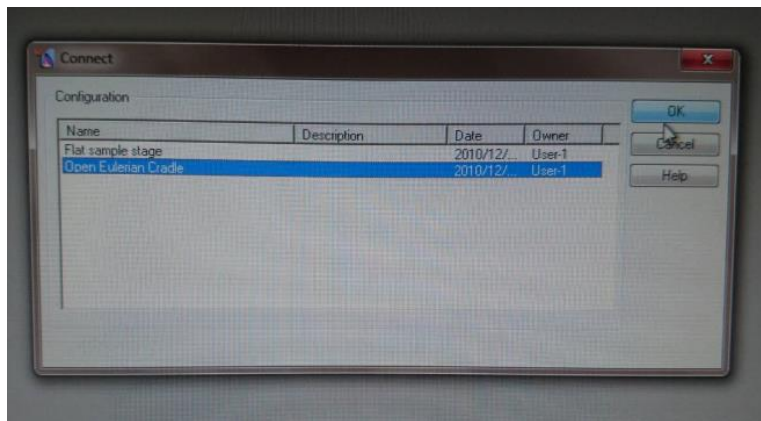 Connect
Configuration
OK
Name Description Date Owner
Cancel
Flat sample stage 2010/12/... User-1
Open Eulerian Cradle 2010/12/... User-1
Help